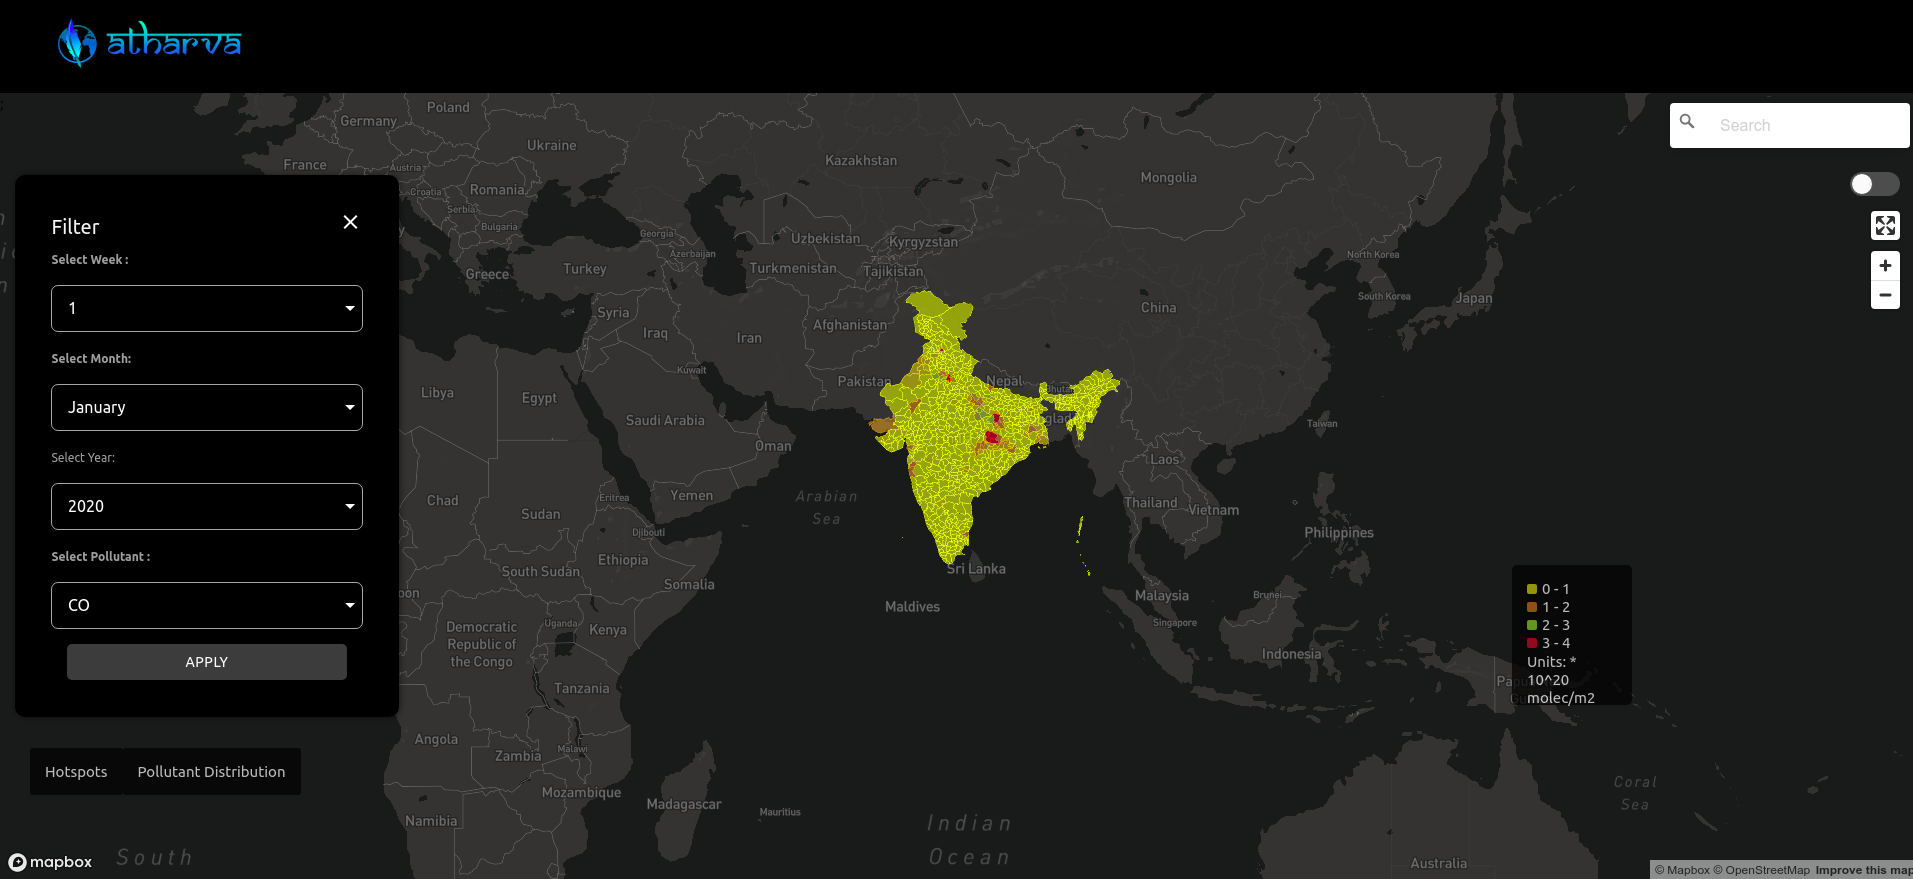 atharva
Search
Filter
Select Week :
1
Select Month:
January
Select Year:
2020
Select Pollutant :
CO
APPLY
Hotspots
Pollutant Distribution
Poland
Germany
Ukraine
France
Austria
Croatia
Romania
Serbia
Bulgaria
Greece
Georgia
Azerbaijan
Turkey
Kazakhstan
Mongolia
Uzbekistan
Kyrgyzstan
Turkmenistan
Tajikistan
North Korea
South Korea
Japan
China
Syria
Iraq
Iran
Afghanistan
Kuwait
Pakistan
Nepal
Bhuta
glad
Libya
Egypt
Saudi Arabia
Oman
Taiwan
Laos
Chad
Sudan
Eritrea
Yemen
Djibouti
Arabian
Sea
Thailand
Vietnam
Philippines
Ethiopia
South Sudan
Somalia
oon
Sri Lanka
Maldives
Malaysia
Brunei
Singapore
Democratic
Republic of
the Congo
Uganda
Kenya
Indonesia
Tanzania
Papu
Gu
0 - 1
1 - 2
2 - 3
3 - 4
Units: *
10^20
molec/m2
Angola
Zambia
Malawi
Mozambique
Madagascar
Mauritius
Namibia
Indian
Ocean
Coral
Sea
Australia
South
mapbox
© Mapbox © OpenStreetMap Improve this map